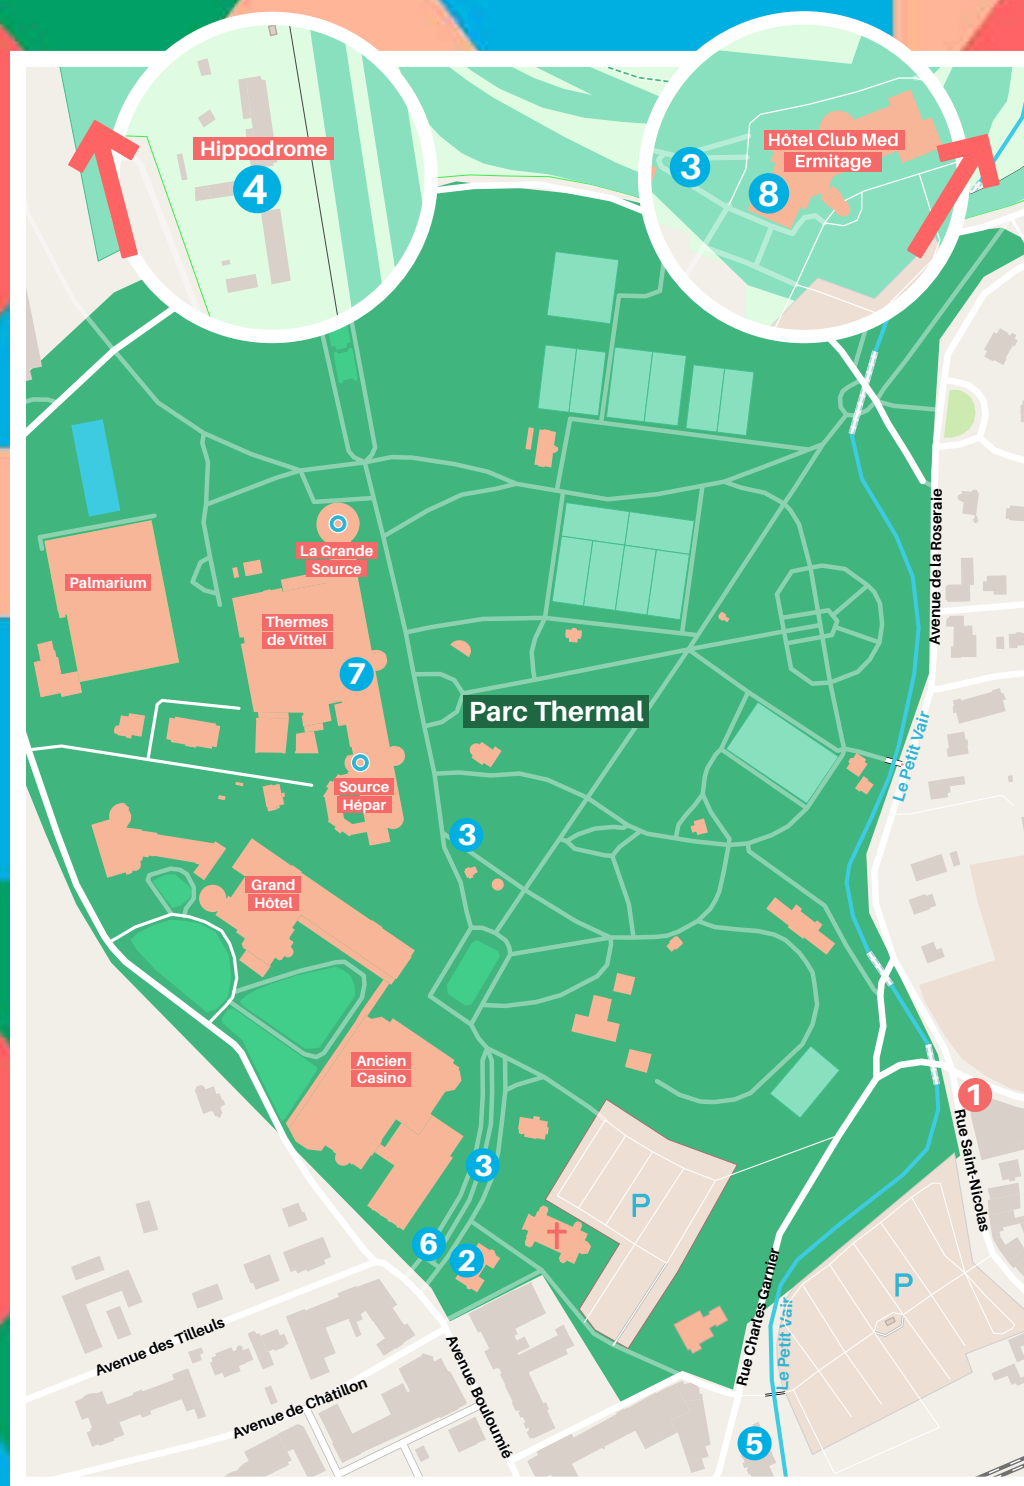 Hippodrome
4
Hôtel Club Med
Ermitage
3
8
La Grande
Source
Palmarium
Thermes
de Vittel
7
Avenue de la Roseraie
Parc Thermal
Le Petit Vair
Source
Hépar
3
Grand
Hôtel
Ancien
Casino
1
Rue Saint-Nicolas
3
P
6
2
P
Rue Charles Garnier
Le Petit Vair
Avenue des Tilleuls
Avenue de Châtillon
Avenue Bouloumié
5